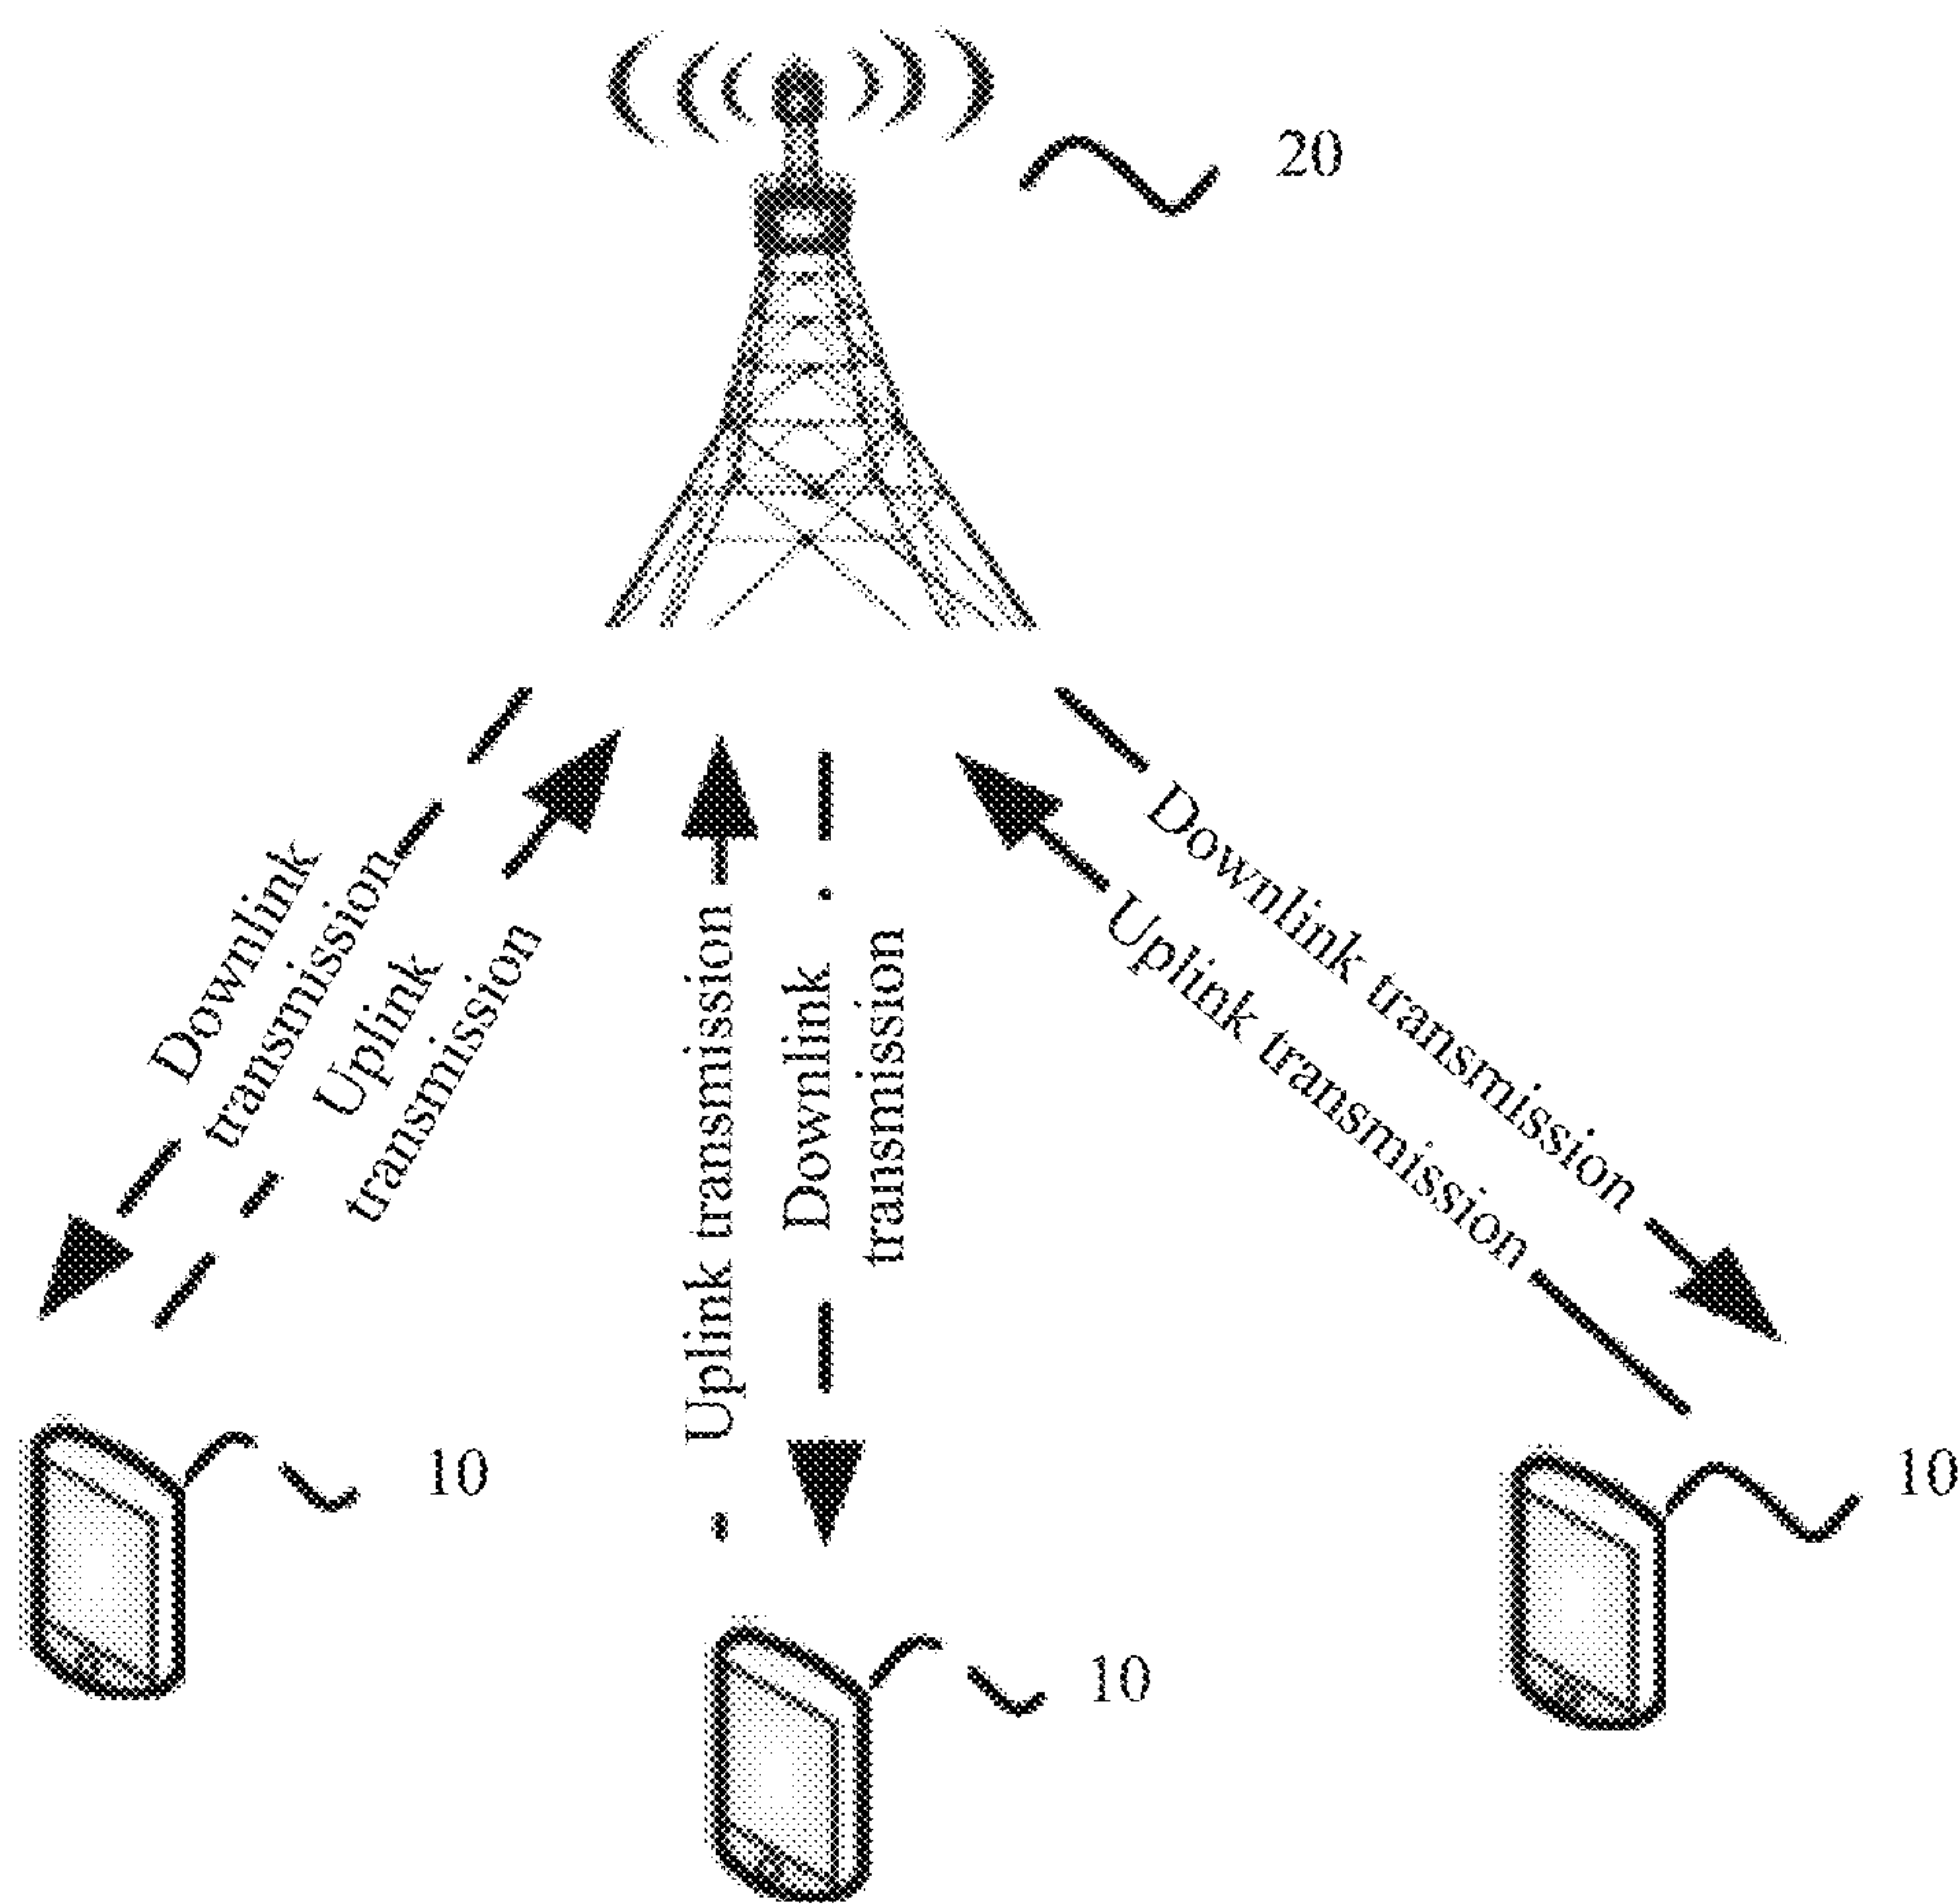 20
Downlink
transmission
Uplink
transmission
Uplink transmission
Downlink
transmission
Downlink transmission
Uplink transmission
10
10
10